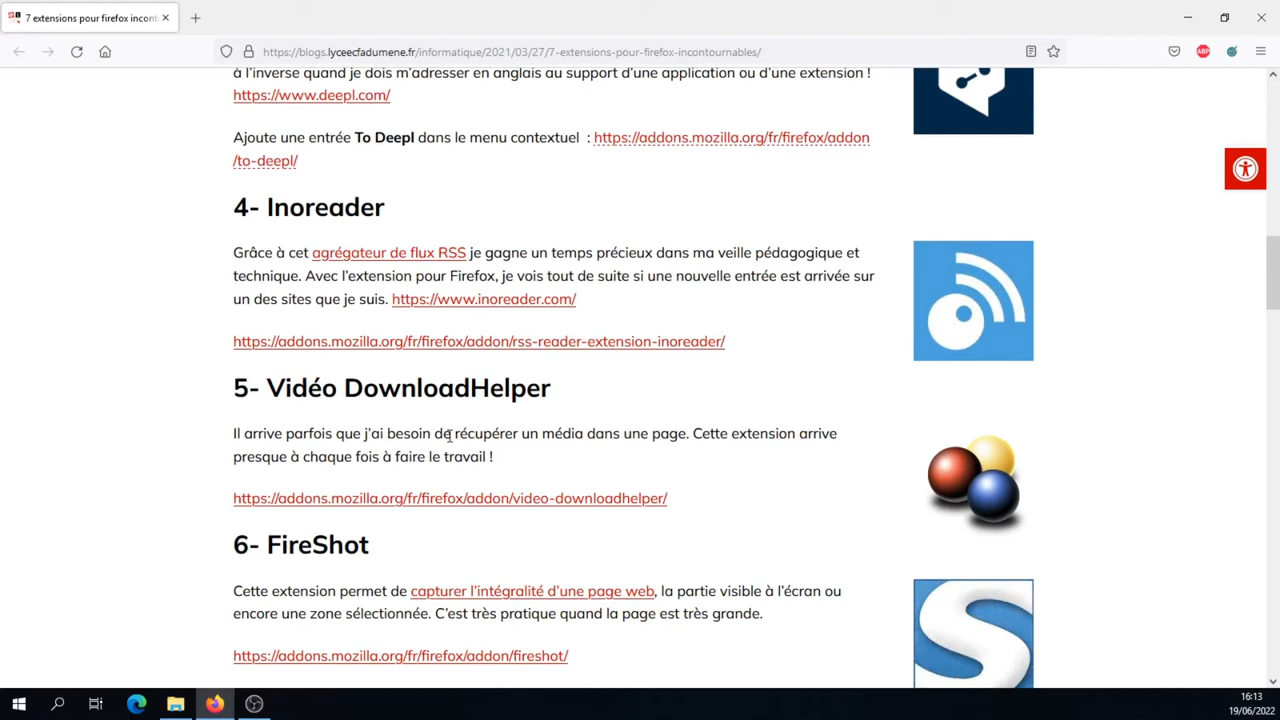 7 extensions pour firefox incont
https://blogs.lyceecfadumene.fr/informatique/2021/03/27/7-extensions-pour-firefox-incontournables/
ABP
à l'inverse quand je dois m'adresser en anglais au support d'une application ou d'une extension !
https://www.deepl.com/
Ajoute une entrée To Deepl dans le menu contextuel : https://addons.mozilla.org/fr/firefox/addon
/to-deepl/
4- Inoreader
Grâce à cet agrégateur de flux RSS je gagne un temps précieux dans ma veille pédagogique et
technique. Avec l'extension pour Firefox, je vois tout de suite si une nouvelle entrée est arrivée sur
un des sites que je suis. https://www.inoreader.com/
https://addons.mozilla.org/fr/firefox/addon/rss-reader-extension-inoreader/
5- Vidéo DownloadHelper
Il arrive parfois que j'ai besoin de récupérer un média dans une page. Cette extension arrive
presque à chaque fois à faire le travail !
https://addons.mozilla.org/fr/firefox/addon/video-downloadhelper/
6- FireShot
Cette extension permet de capturer l'intégralité d'une page web, la partie visible à l'écran ou
encore une zone sélectionnée. C'est très pratique quand la page est très grande.
https://addons.mozilla.org/fr/firefox/addon/fireshot/
S
16:13
19/06/2022